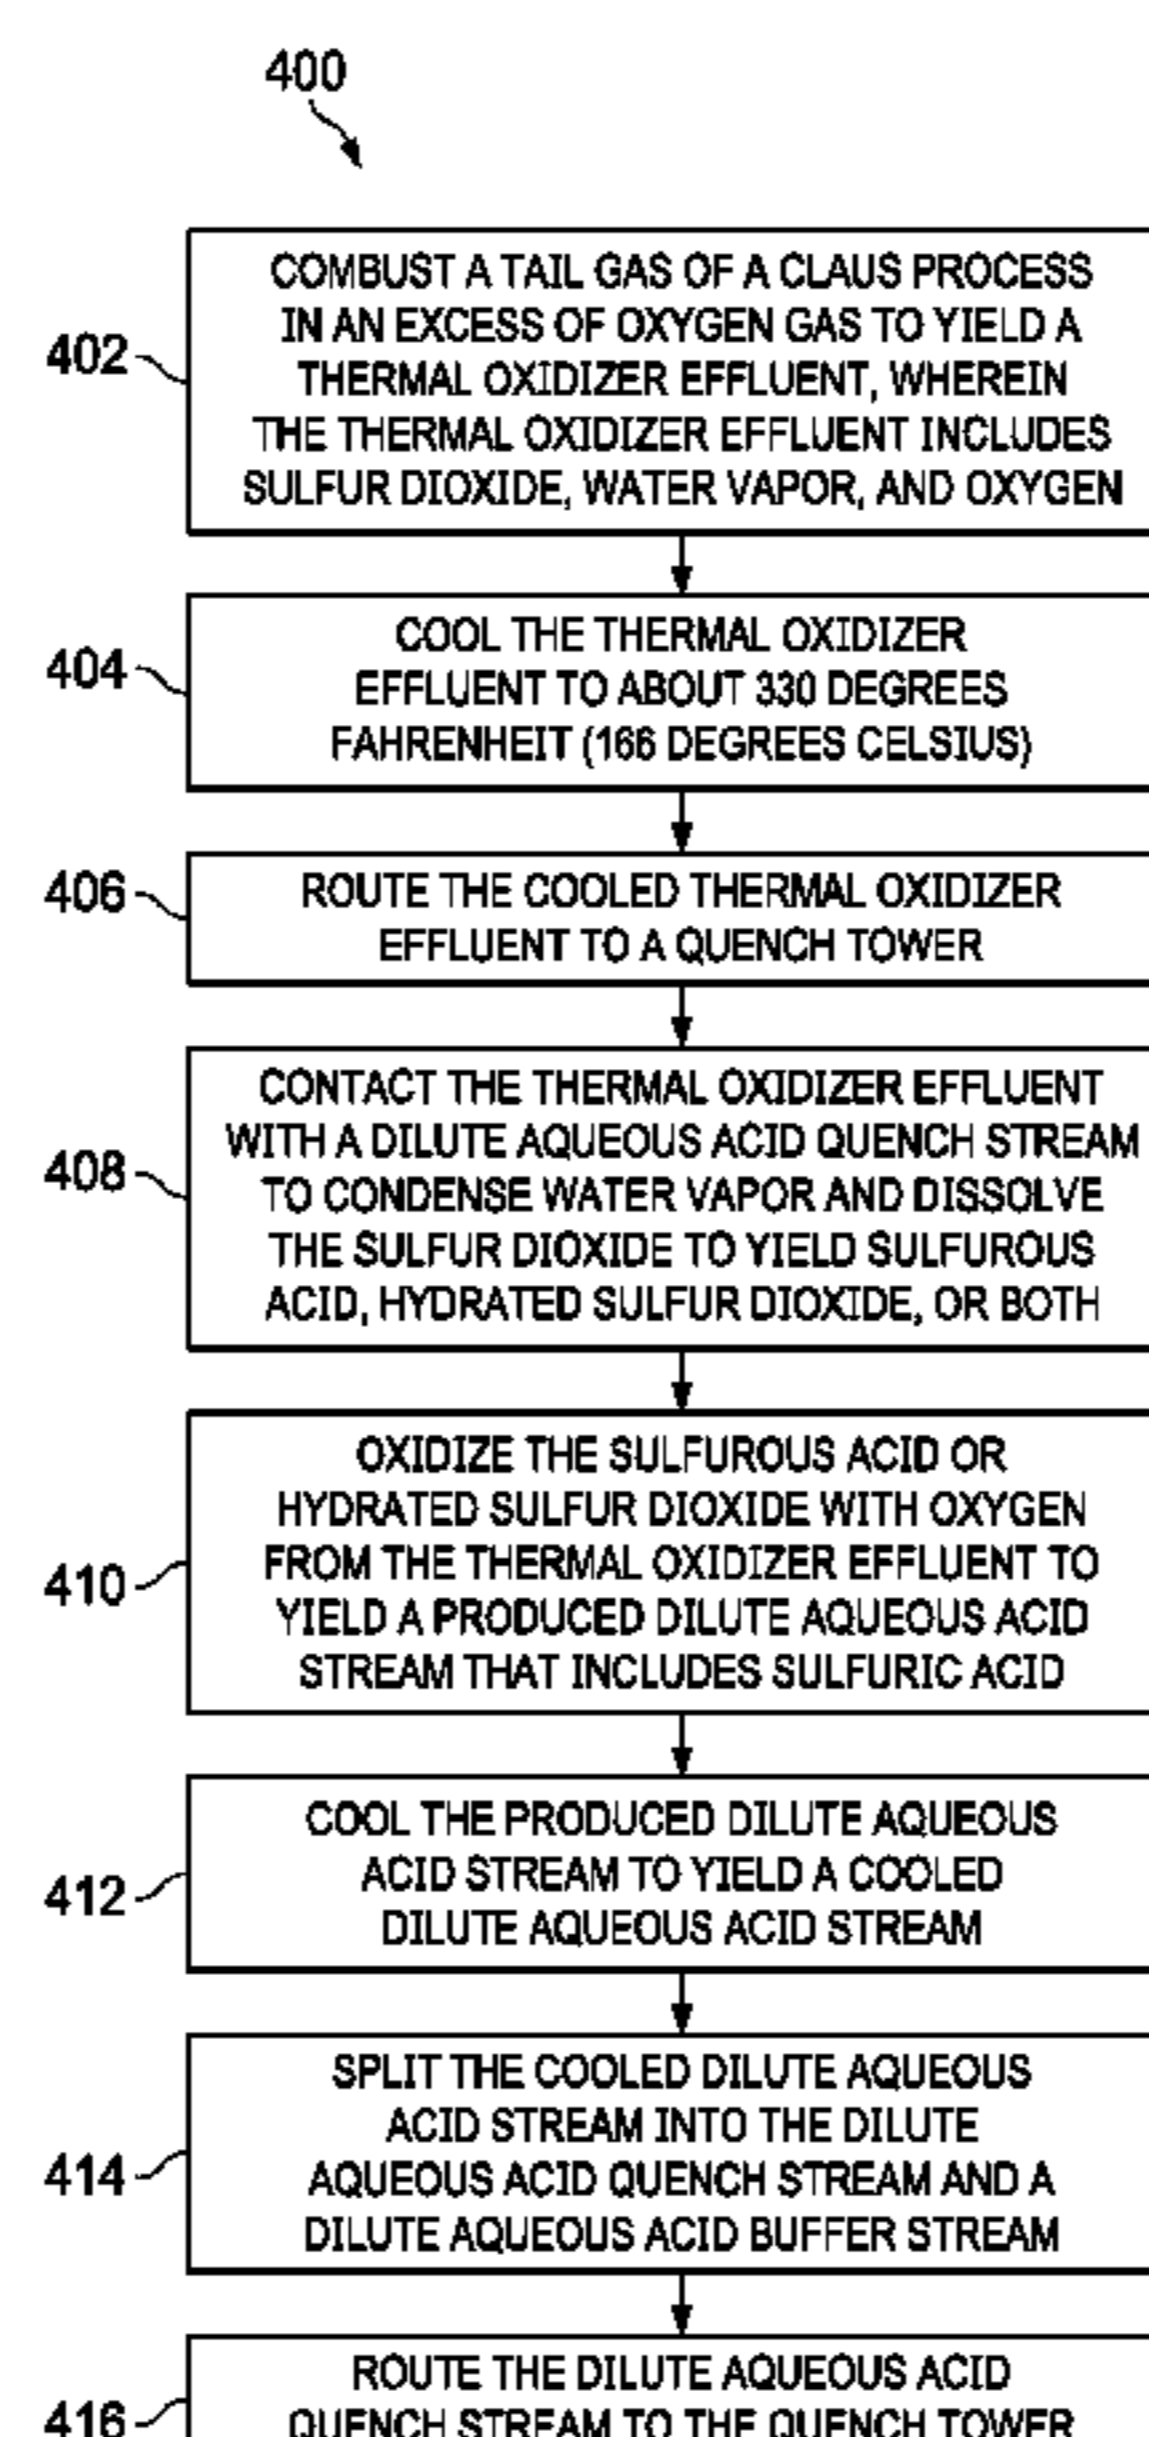 400
402
COMBUST A TAIL GAS OF A CLAUS PROCESS
IN AN EXCESS OF OXYGEN GAS TO YIELD A
THERMAL OXIDIZER EFFLUENT, WHEREIN
THE THERMAL OXIDIZER EFFLUENT INCLUDES
SULFUR DIOXIDE, WATER VAPOR, AND OXYGEN
404
COOL THE THERMAL OXIDIZER
EFFLUENT TO ABOUT 330 DEGREES
FAHRENHEIT (166 DEGREES CELSIUS)
406
ROUTE THE COOLED THERMAL OXIDIZER
EFFLUENT TO A QUENCH TOWER
408
CONTACT THE THERMAL OXIDIZER EFFLUENT
WITH A DILUTE AQUEOUS ACID QUENCH STREAM
TO CONDENSE WATER VAPOR AND DISSOLVE
THE SULFUR DIOXIDE TO YIELD SULFUROUS
ACID, HYDRATED SULFUR DIOXIDE, OR BOTH
410
OXIDIZE THE SULFUROUS ACID OR
HYDRATED SULFUR DIOXIDE WITH OXYGEN
FROM THE THERMAL OXIDIZER EFFLUENT TO
YIELD A PRODUCED DILUTE AQUEOUS ACID
STREAM THAT INCLUDES SULFURIC ACID
412
COOL THE PRODUCED DILUTE AQUEOUS
ACID STREAM TO YIELD A COOLED
DILUTE AQUEOUS ACID STREAM
414
SPLIT THE COOLED DILUTE AQUEOUS
ACID STREAM INTO THE DILUTE
AQUEOUS ACID QUENCH STREAM AND A
DILUTE AQUEOUS ACID BUFFER STREAM
416
ROUTE THE DILUTE AQUEOUS ACID
QUENCH STREAM TO THE QUENCH TOWER